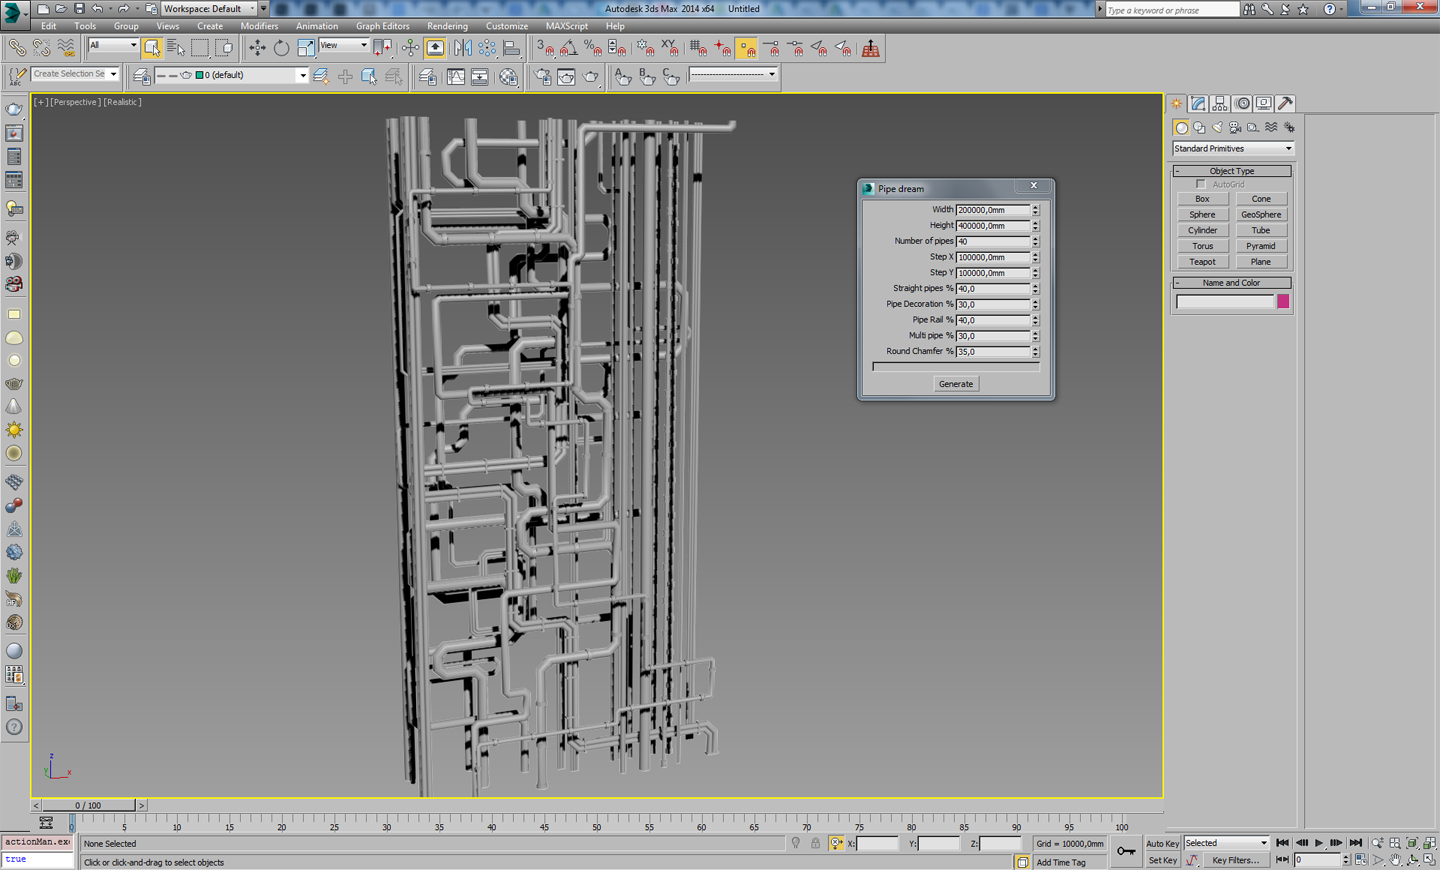 Workspace: Default
Autodesk 3ds Max 2014 x64 Untitled
Type a keyword or phrase
Edit Tools Group Views Create Modifiers Animation Graph Editors Rendering Customize MAXScript Help
All
View
3
%
XY
ABC
Create Selection Se
0 (default)
A B C
[+] [Perspective] [Realistic]
Standard Primitives
- Object Type
AutoGrid
Box Cone
Sphere GeoSphere
Cylinder Tube
Torus Pyramid
Teapot Plane
- Name and Color
Pipe dream X
Width 200000,0mm
Height 400000,0mm
Number of pipes 40
Step X 100000,0mm
Step Y 100000,0mm
Straight pipes % 40,0
Pipe Decoration % 30,0
Pipe Rail % 40,0
Multi pipe % 30,0
Round Chamfer % 35,0
Generate
z
x
< 0 / 100 >
0 5 10 15 20 25 30 35 40 45 50 55 60 65 70 75 80 85 90 95 100
actionMan.exe
true
None Selected
X: Y: Z: Grid = 10000,0mm
Auto Key Selected
Click or click-and-drag to select objects
Add Time Tag
Set Key Key Filters...
0